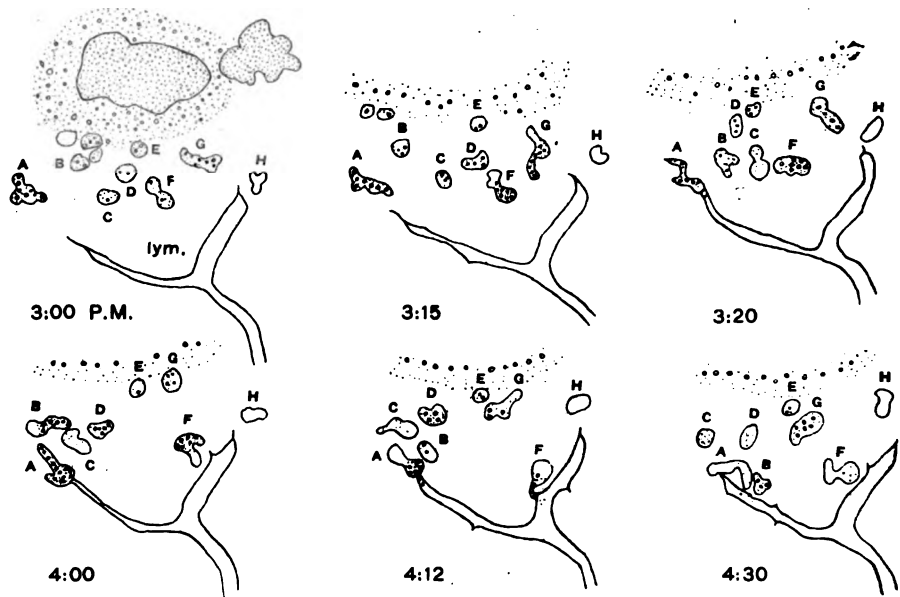 A B C D E F G H
lym.
3:00 P.M.
A B C D E F G H
3:15
A B C D E F G H
3:20
A B C D E F G H
4:00
A B C D E F G H
4:12
A B C D E F G H
4:30